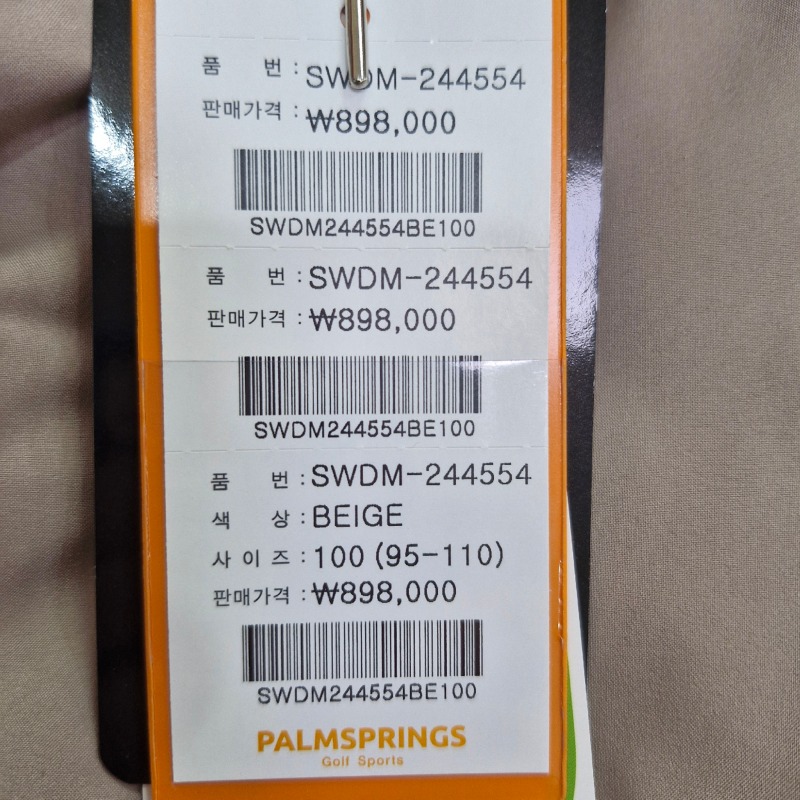 품 번 : SWDM-244554
판매가격 : ₩898,000
SWDM244554BE100
품 번 : SWDM-244554
판매가격 : ₩898,000
SWDM244554BE100
품 번 : SWDM-244554
색 상 : BEIGE
사 이 즈 : 100 (95-110)
판매가격 : ₩898,000
SWDM244554BE100
PALMSPRINGS
Golf Sports